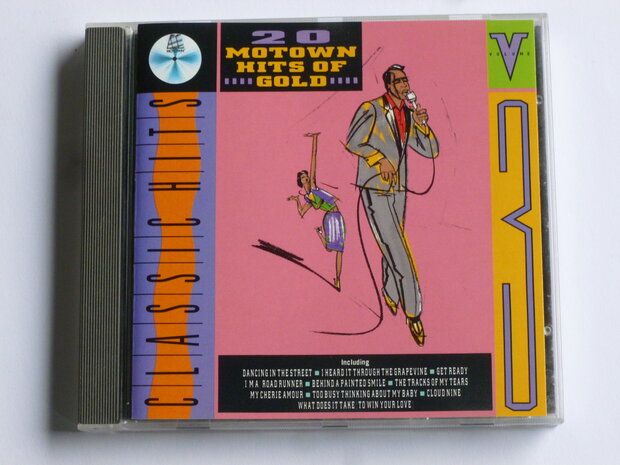 20
MOTOWN
HITS OF
GOLD
V
VOLUME
3
CLASSIC HITS
Including
DANCING IN THE STREET ■ I HEARD IT THROUGH THE GRAPEVINE ■ GET READY
I'M A ROAD RUNNER ■ BEHIND A PAINTED SMILE ■ THE TRACKS OF MY TEARS
MY CHERIE AMOUR ■ TOO BUSY THINKING ABOUT MY BABY ■ CLOUD NINE
WHAT DOES IT TAKE TO WIN YOUR LOVE